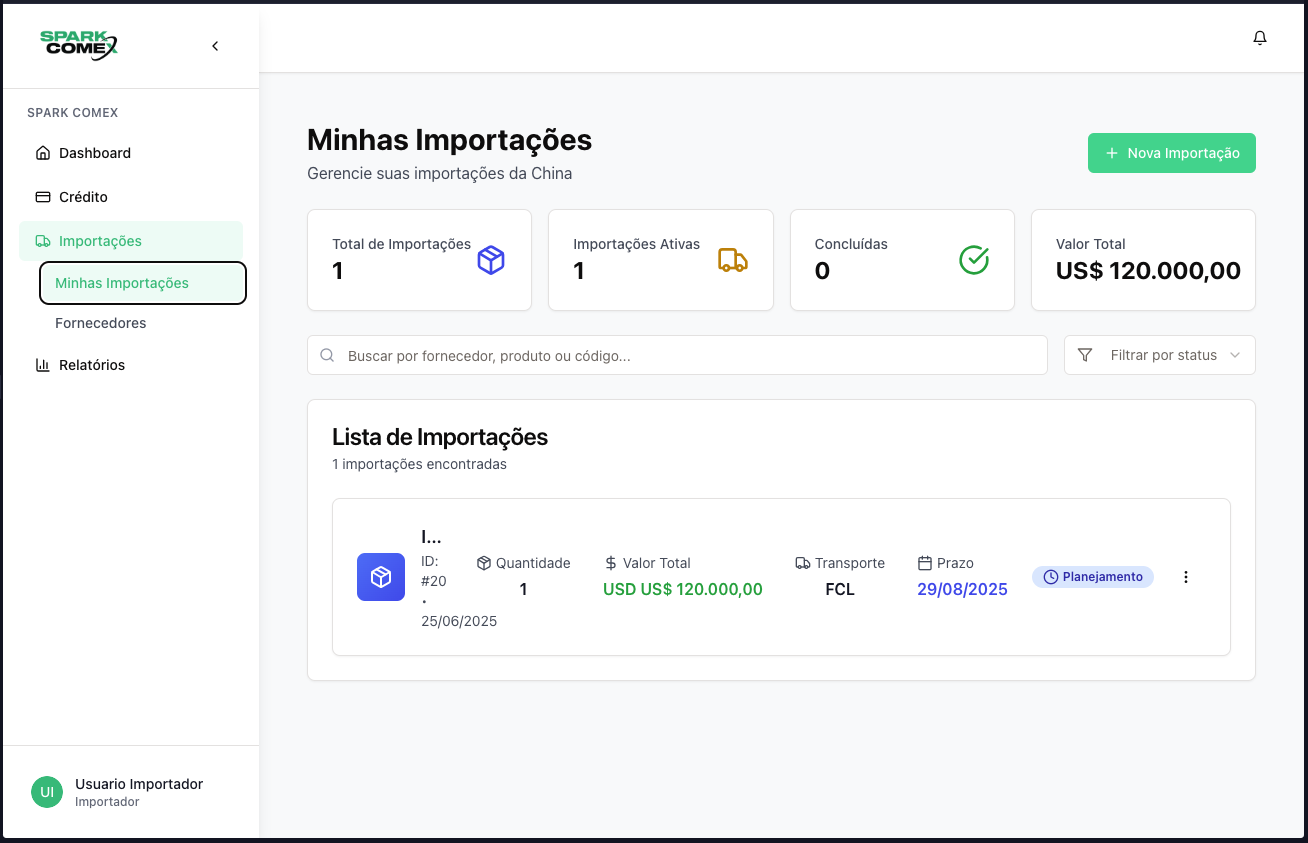 SPARK
COMEX
SPARK COMEX
Dashboard
Crédito
Importações
Minhas Importações
Fornecedores
Relatórios
UI
Usuario Importador
Importador
Minhas Importações
Gerencie suas importações da China
Nova Importação
Total de Importações
1
Importações Ativas
1
Concluídas
0
Valor Total
US$ 120.000,00
Buscar por fornecedor, produto ou código...
Filtrar por status
Lista de Importações
1 importações encontradas
I...
ID:
#20
•
25/06/2025
Quantidade
1
Valor Total
USD US$ 120.000,00
Transporte
FCL
Prazo
29/08/2025
Planejamento